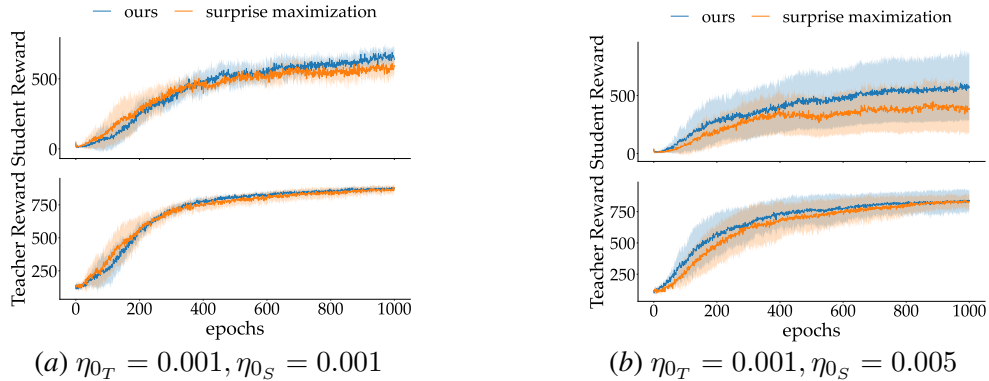 ours surprise maximization
Student Reward
500
0
Teacher Reward
750
500
250
0 200 400 600 800 1000
epochs
(a) η0T = 0.001, η0S = 0.001
ours surprise maximization
Student Reward
500
0
Teacher Reward
750
500
250
0 200 400 600 800 1000
epochs
(b) η0T = 0.001, η0S = 0.005